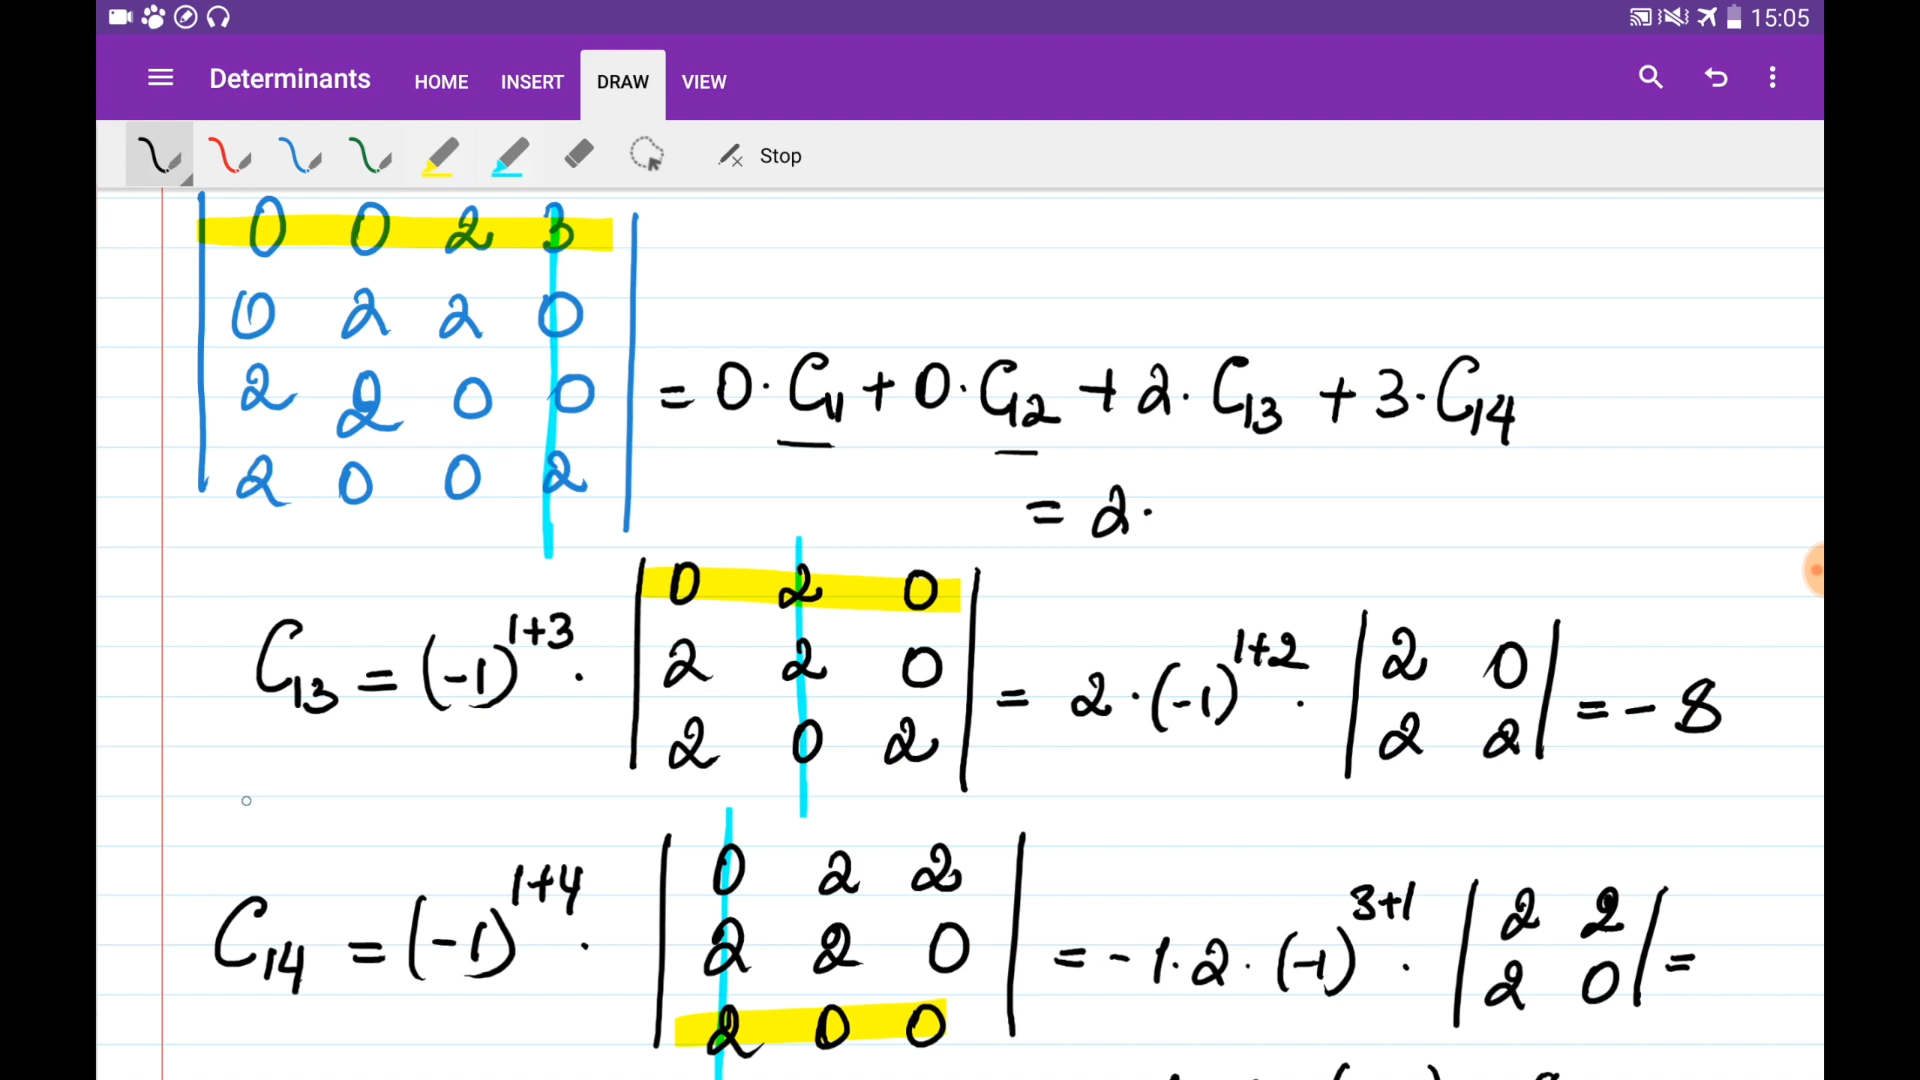 15:05
Determinants HOME INSERT DRAW VIEW
Stop
0 0 2 3
0 2 2 0
2 2 0 0
2 0 0 2
= 0·C₁₁ + 0·C₁₂ + 2·C₁₃ + 3·C₁₄
= 2·
C₁₃ = (-1)¹⁺³ · | 0 2 0 | = 2·(-1)¹⁺² · | 2 0 | = -8
| 2 2 0 | | 2 2 |
| 2 0 2 |
C₁₄ = (-1)¹⁺⁴ · | 0 2 2 | = -1·2·(-1)³⁺¹ · | 2 2 | =
| 2 2 0 | | 2 0 |
| 2 0 0 |